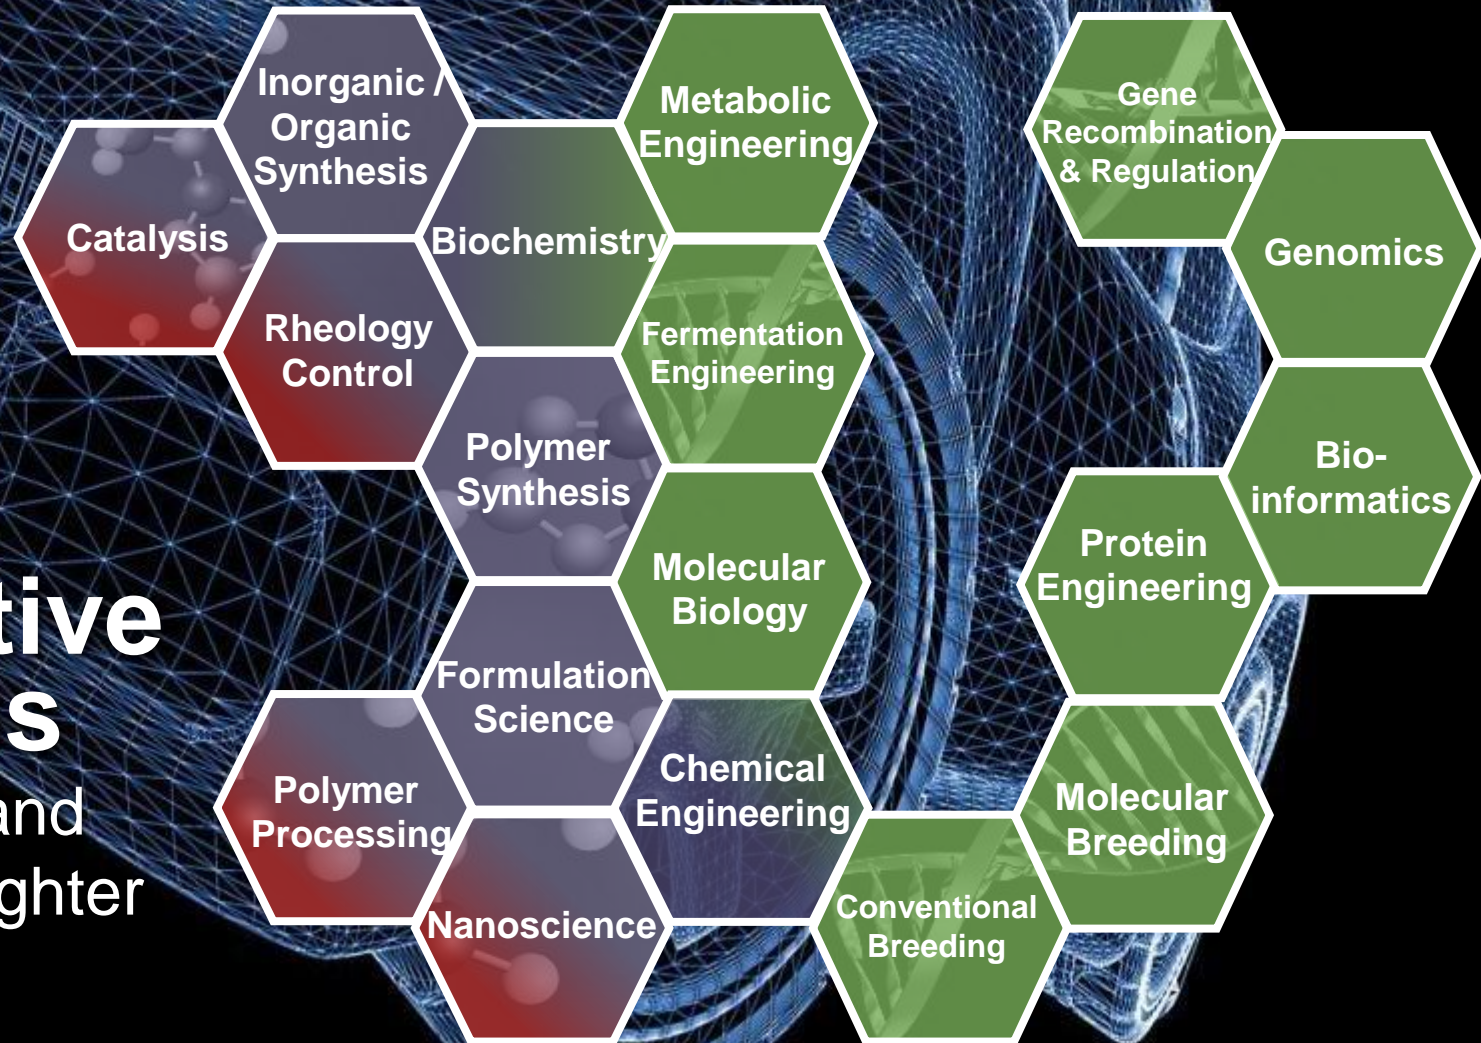 Inorganic /
Organic
Synthesis
Metabolic
Engineering
Gene
Recombination
& Regulation
Catalysis
Biochemistry
Genomics
Rheology
Control
Fermentation
Engineering
Polymer
Synthesis
Bio-
informatics
Molecular
Biology
Protein
Engineering
tive
s
and
ghter
Formulation
Science
Polymer
Processing
Chemical
Engineering
Molecular
Breeding
Nanoscience
Conventional
Breeding